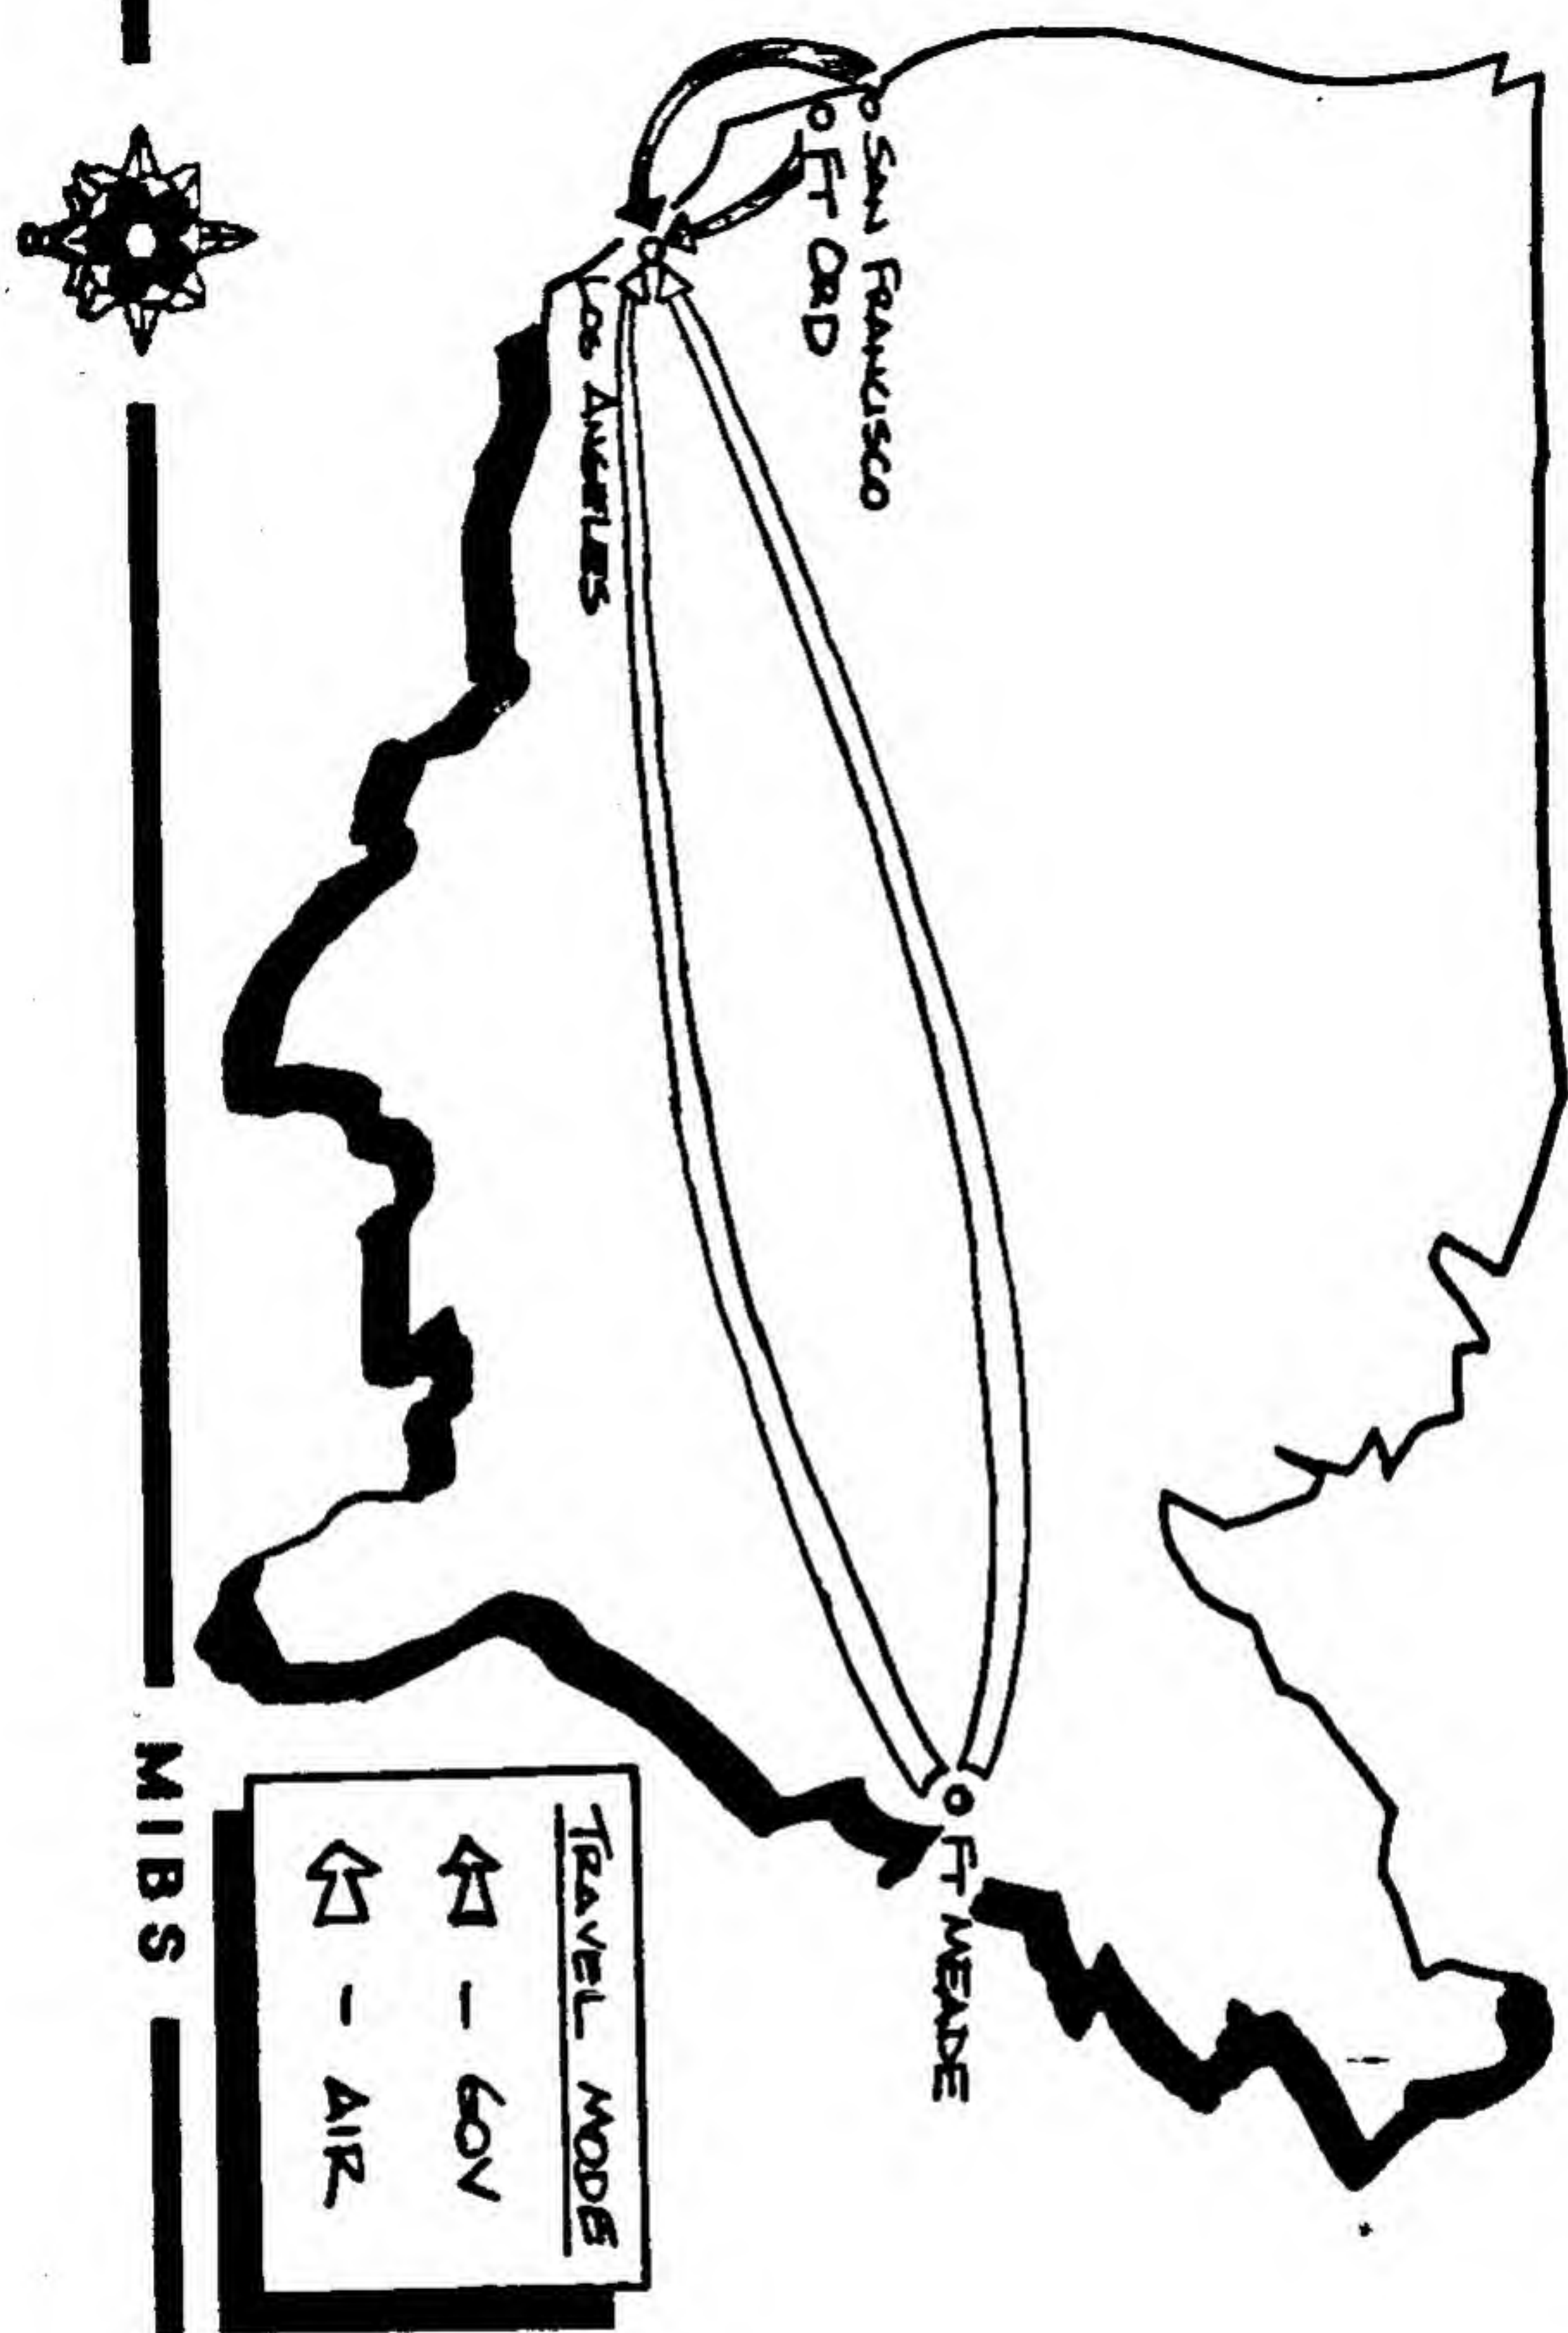 SAN FRANCISCO
FT ORD
LOS ANGELES
FT MEADE
TRAVEL MODE
- GOV
- AIR
MIBS